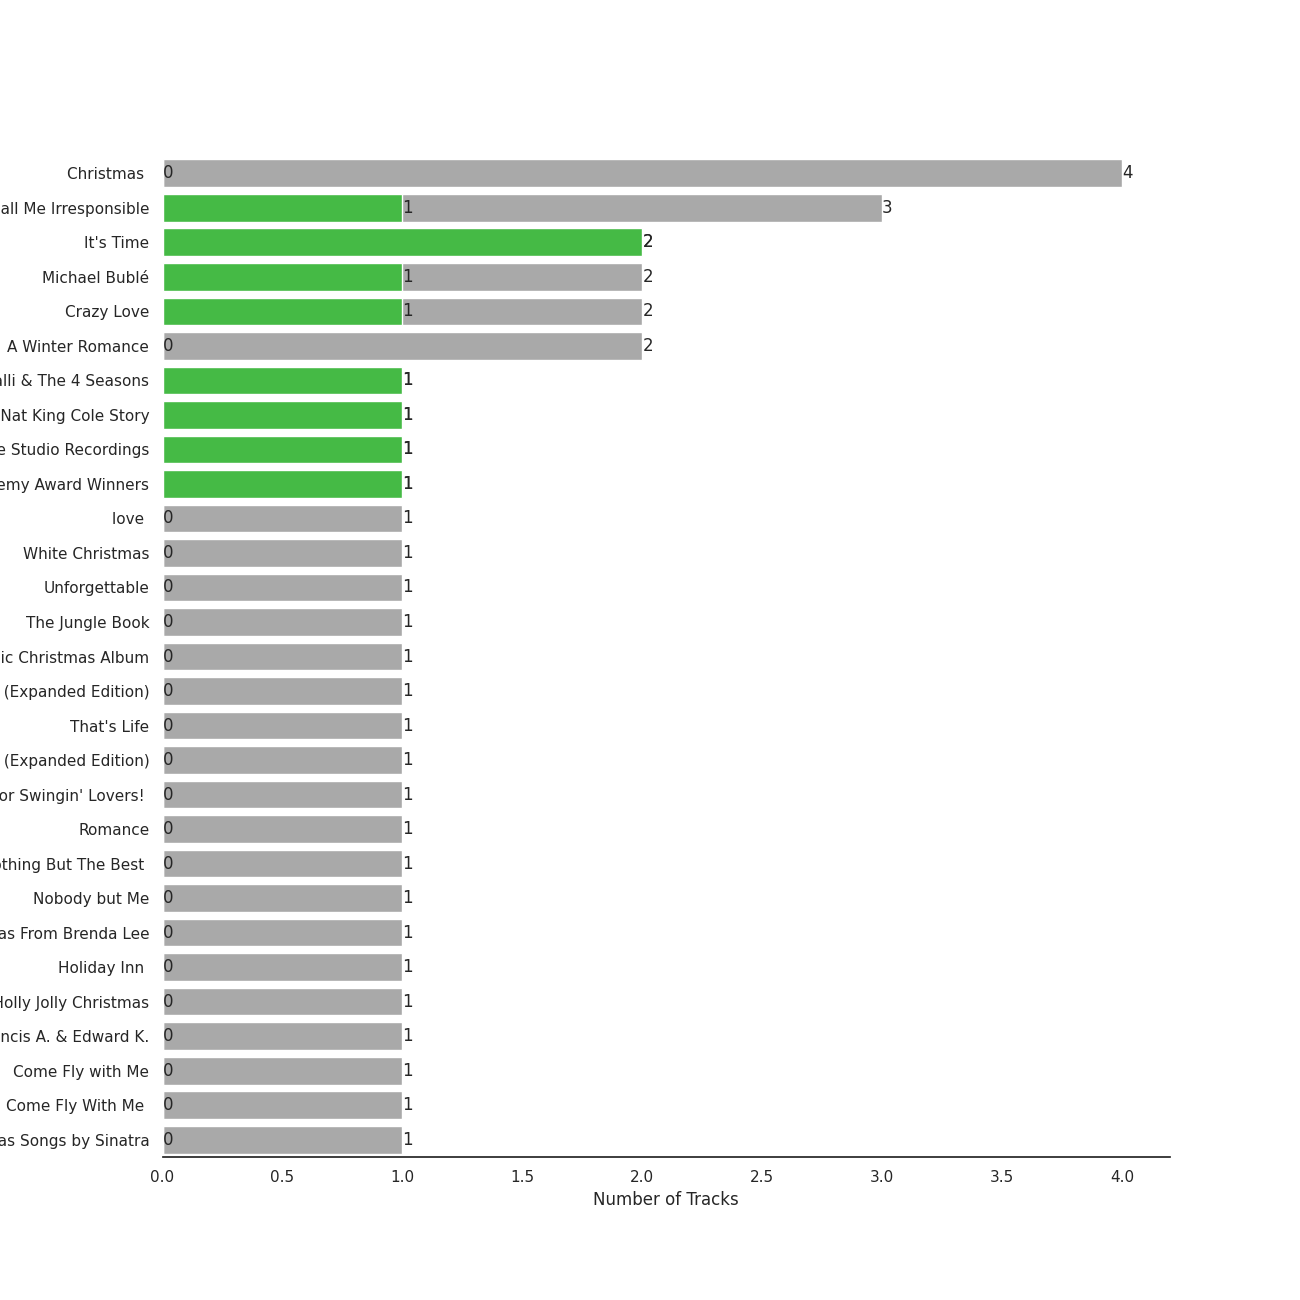 Christmas 0 4
all Me Irresponsible 1 3
It's Time 2
Michael Bublé 1 2
Crazy Love 1 2
A Winter Romance 0 2
alli & The 4 Seasons 1
Nat King Cole Story 1
e Studio Recordings 1
emy Award Winners 1
love 0 1
White Christmas 0 1
Unforgettable 0 1
The Jungle Book 0 1
ic Christmas Album 0 1
(Expanded Edition) 0 1
That's Life 0 1
(Expanded Edition) 0 1
or Swingin' Lovers! 0 1
Romance 0 1
othing But The Best 0 1
Nobody but Me 0 1
as From Brenda Lee 0 1
Holiday Inn 0 1
Holly Jolly Christmas 0 1
ncis A. & Edward K. 0 1
Come Fly with Me 0 1
Come Fly With Me 0 1
as Songs by Sinatra 0 1
0.0 0.5 1.0 1.5 2.0 2.5 3.0 3.5 4.0
Number of Tracks